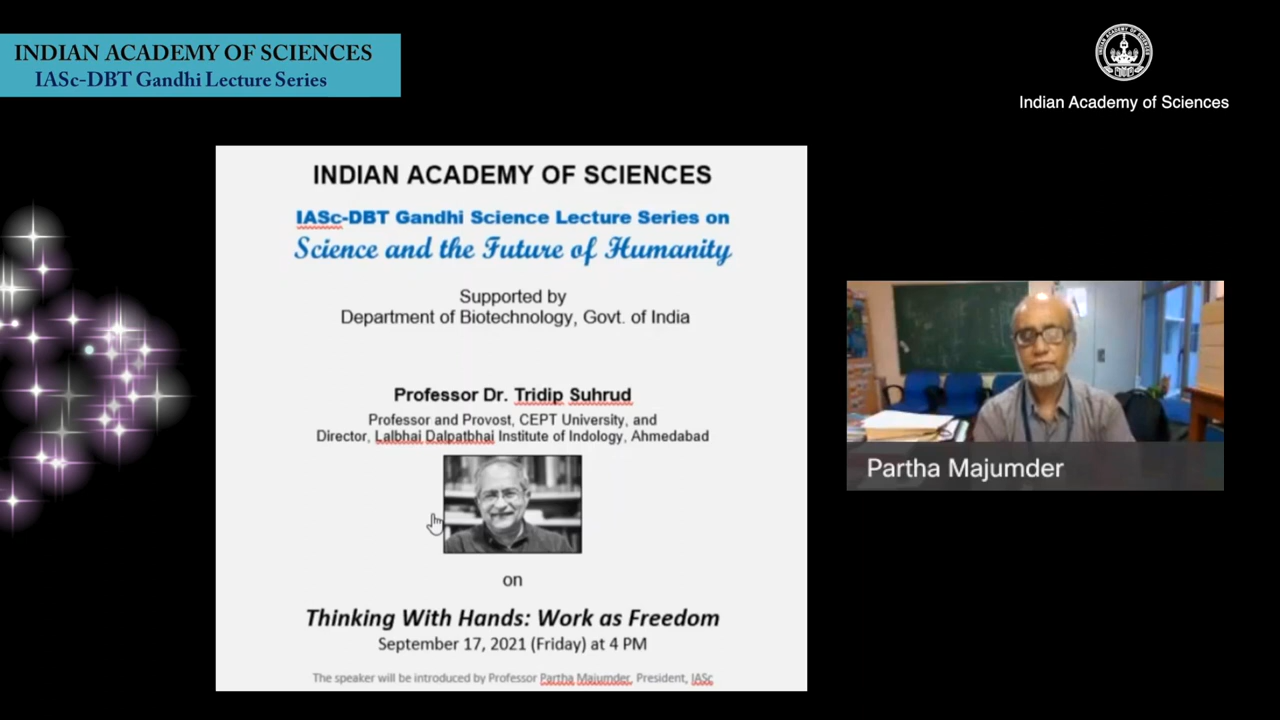 INDIAN ACADEMY OF SCIENCES
IASc-DBT Gandhi Lecture Series
Indian Academy of Sciences
INDIAN ACADEMY OF SCIENCES
IASc-DBT Gandhi Science Lecture Series on
Science and the Future of Humanity
Supported by
Department of Biotechnology, Govt. of India
Professor Dr. Tridip Suhrud
Professor and Provost, CEPT University, and
Director, Lalbhai Dalpatbhai Institute of Indology, Ahmedabad
on
Thinking With Hands: Work as Freedom
September 17, 2021 (Friday) at 4 PM
The speaker will be introduced by Professor Partha Majumder, President, IASc
Partha Majumder